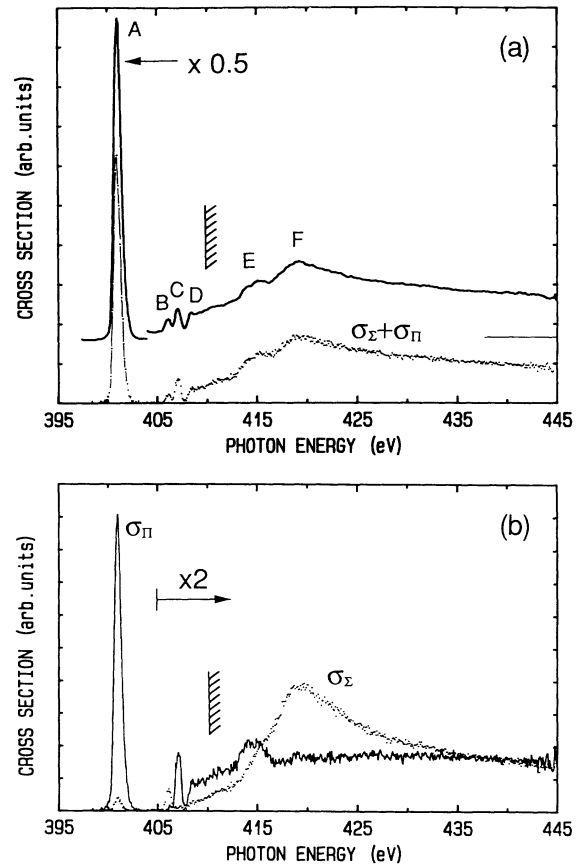 (a)
A
x 0.5
B
C
D
E
F
σΣ+σΠ
CROSS SECTION (arb.units)
395
405
415
425
435
445
PHOTON ENERGY (eV)
(b)
σΠ
x2
σΣ
CROSS SECTION (arb.units)
395
405
415
425
435
445
PHOTON ENERGY (eV)